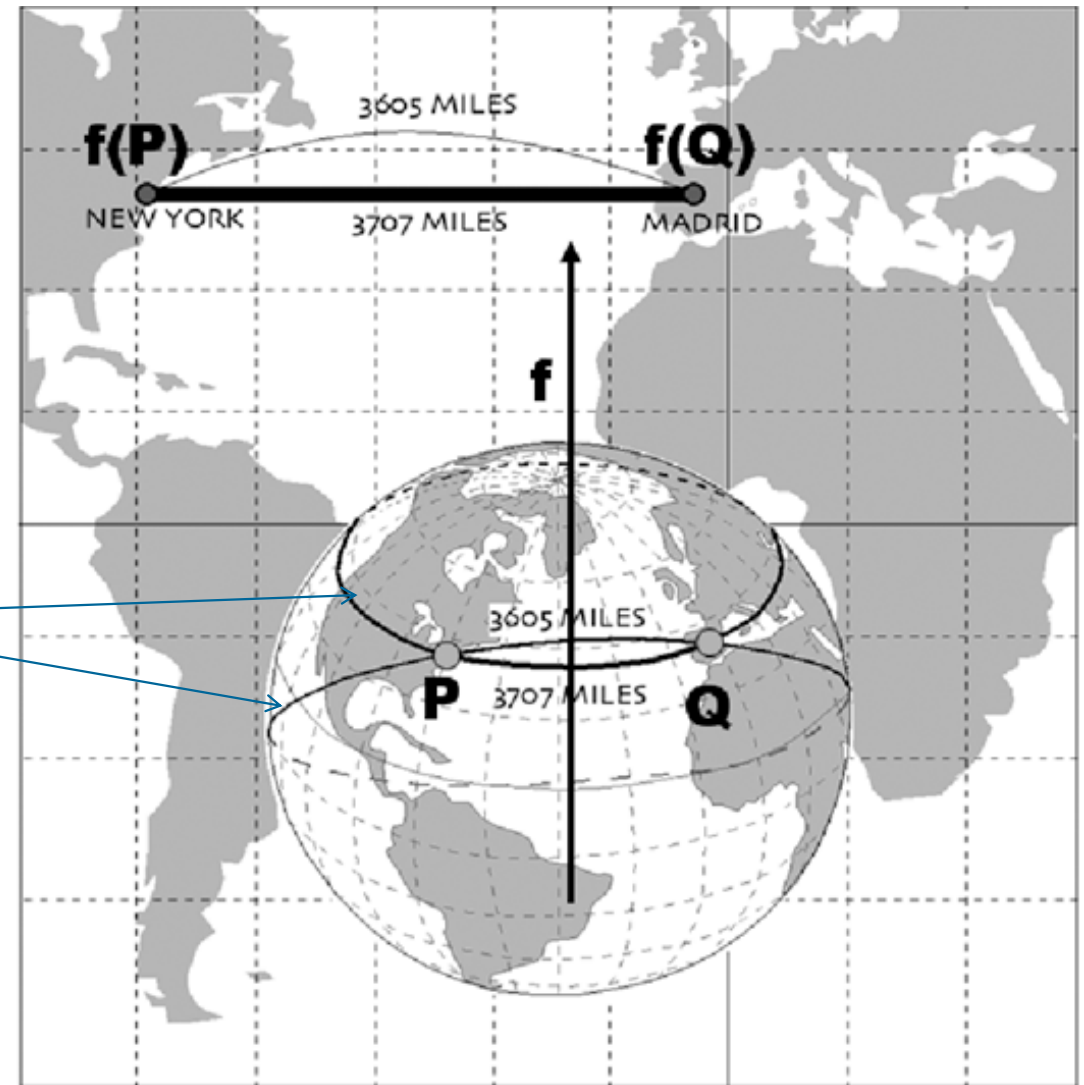 3605 MILES
f(P)
f(Q)
NEW YORK
3707 MILES
MADRID
f
3605 MILES
P
3707 MILES
Q